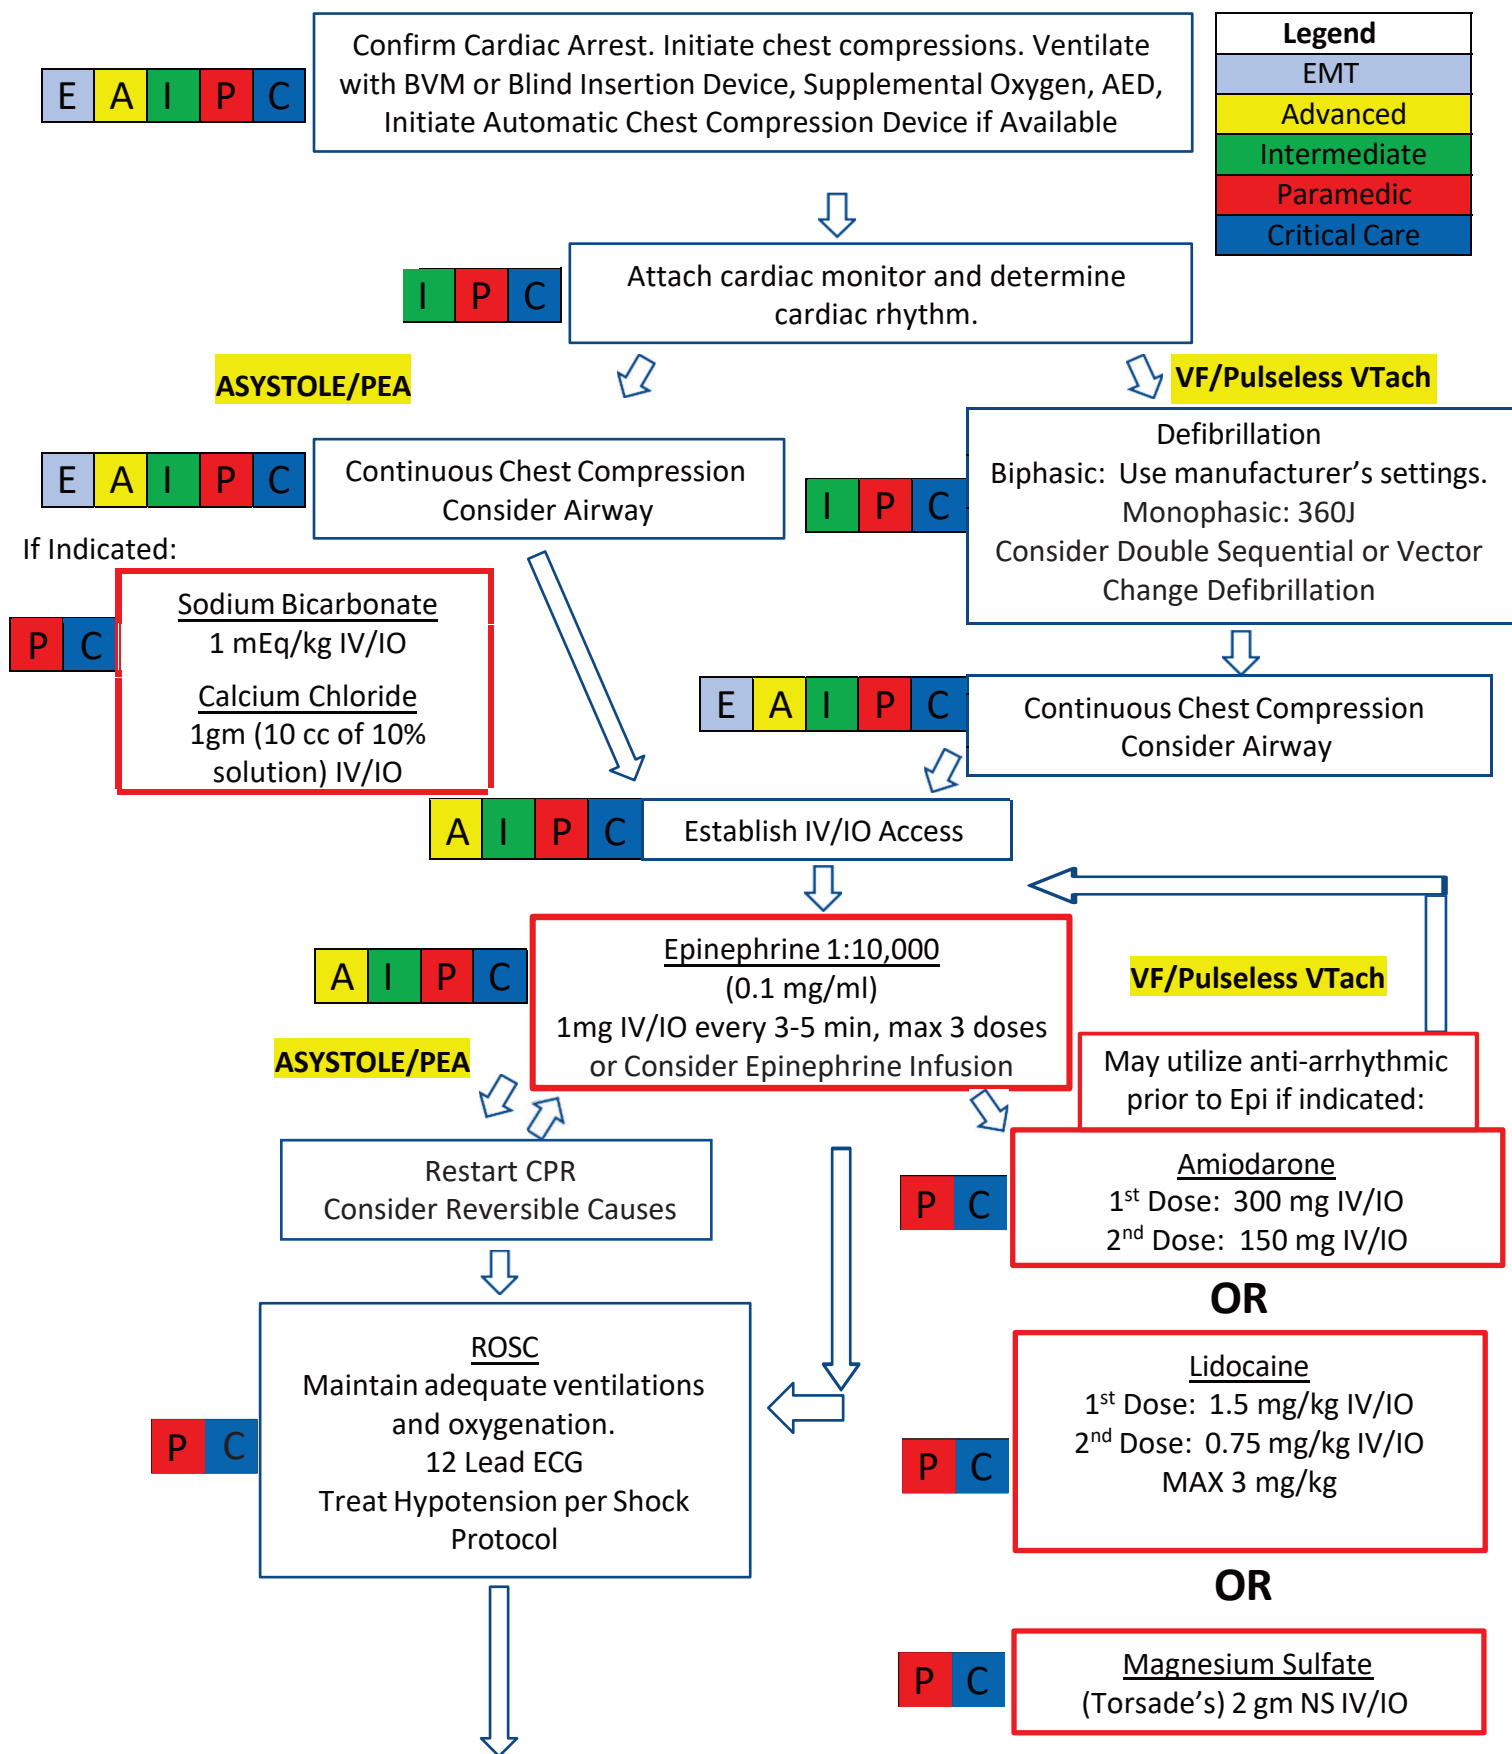 Confirm Cardiac Arrest. Initiate chest compressions. Ventilate
with BVM or Blind Insertion Device, Supplemental Oxygen, AED,
Initiate Automatic Chest Compression Device if Available
E A I P C
Legend
EMT
Advanced
Intermediate
Paramedic
Critical Care
I P C
Attach cardiac monitor and determine
cardiac rhythm.
ASYSTOLE/PEA
VF/Pulseless VTach
E A I P C
Continuous Chest Compression
Consider Airway
I P C
Defibrillation
Biphasic: Use manufacturer’s settings.
Monophasic: 360J
Consider Double Sequential or Vector
Change Defibrillation
If Indicated:
P C
Sodium Bicarbonate
1 mEq/kg IV/IO
Calcium Chloride
1gm (10 cc of 10%
solution) IV/IO
E A I P C
Continuous Chest Compression
Consider Airway
A I P C
Establish IV/IO Access
A I P C
Epinephrine 1:10,000
(0.1 mg/ml)
1mg IV/IO every 3-5 min, max 3 doses
or Consider Epinephrine Infusion
ASYSTOLE/PEA
VF/Pulseless VTach
May utilize anti-arrhythmic
prior to Epi if indicated:
Restart CPR
Consider Reversible Causes
P C
Amiodarone
1st Dose: 300 mg IV/IO
2nd Dose: 150 mg IV/IO
OR
P C
ROSC
Maintain adequate ventilations
and oxygenation.
12 Lead ECG
Treat Hypotension per Shock
Protocol
P C
Lidocaine
1st Dose: 1.5 mg/kg IV/IO
2nd Dose: 0.75 mg/kg IV/IO
MAX 3 mg/kg
OR
P C
Magnesium Sulfate
(Torsade’s) 2 gm NS IV/IO